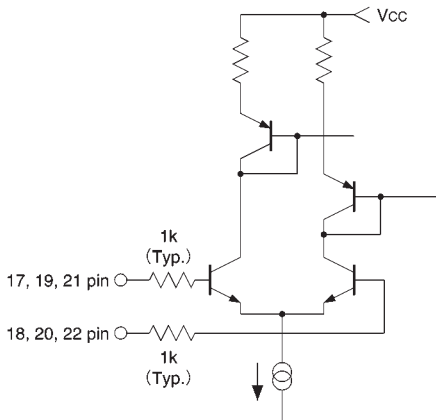 Vcc
1k
(Typ.)
17, 19, 21 pin
18, 20, 22 pin
1k
(Typ.)